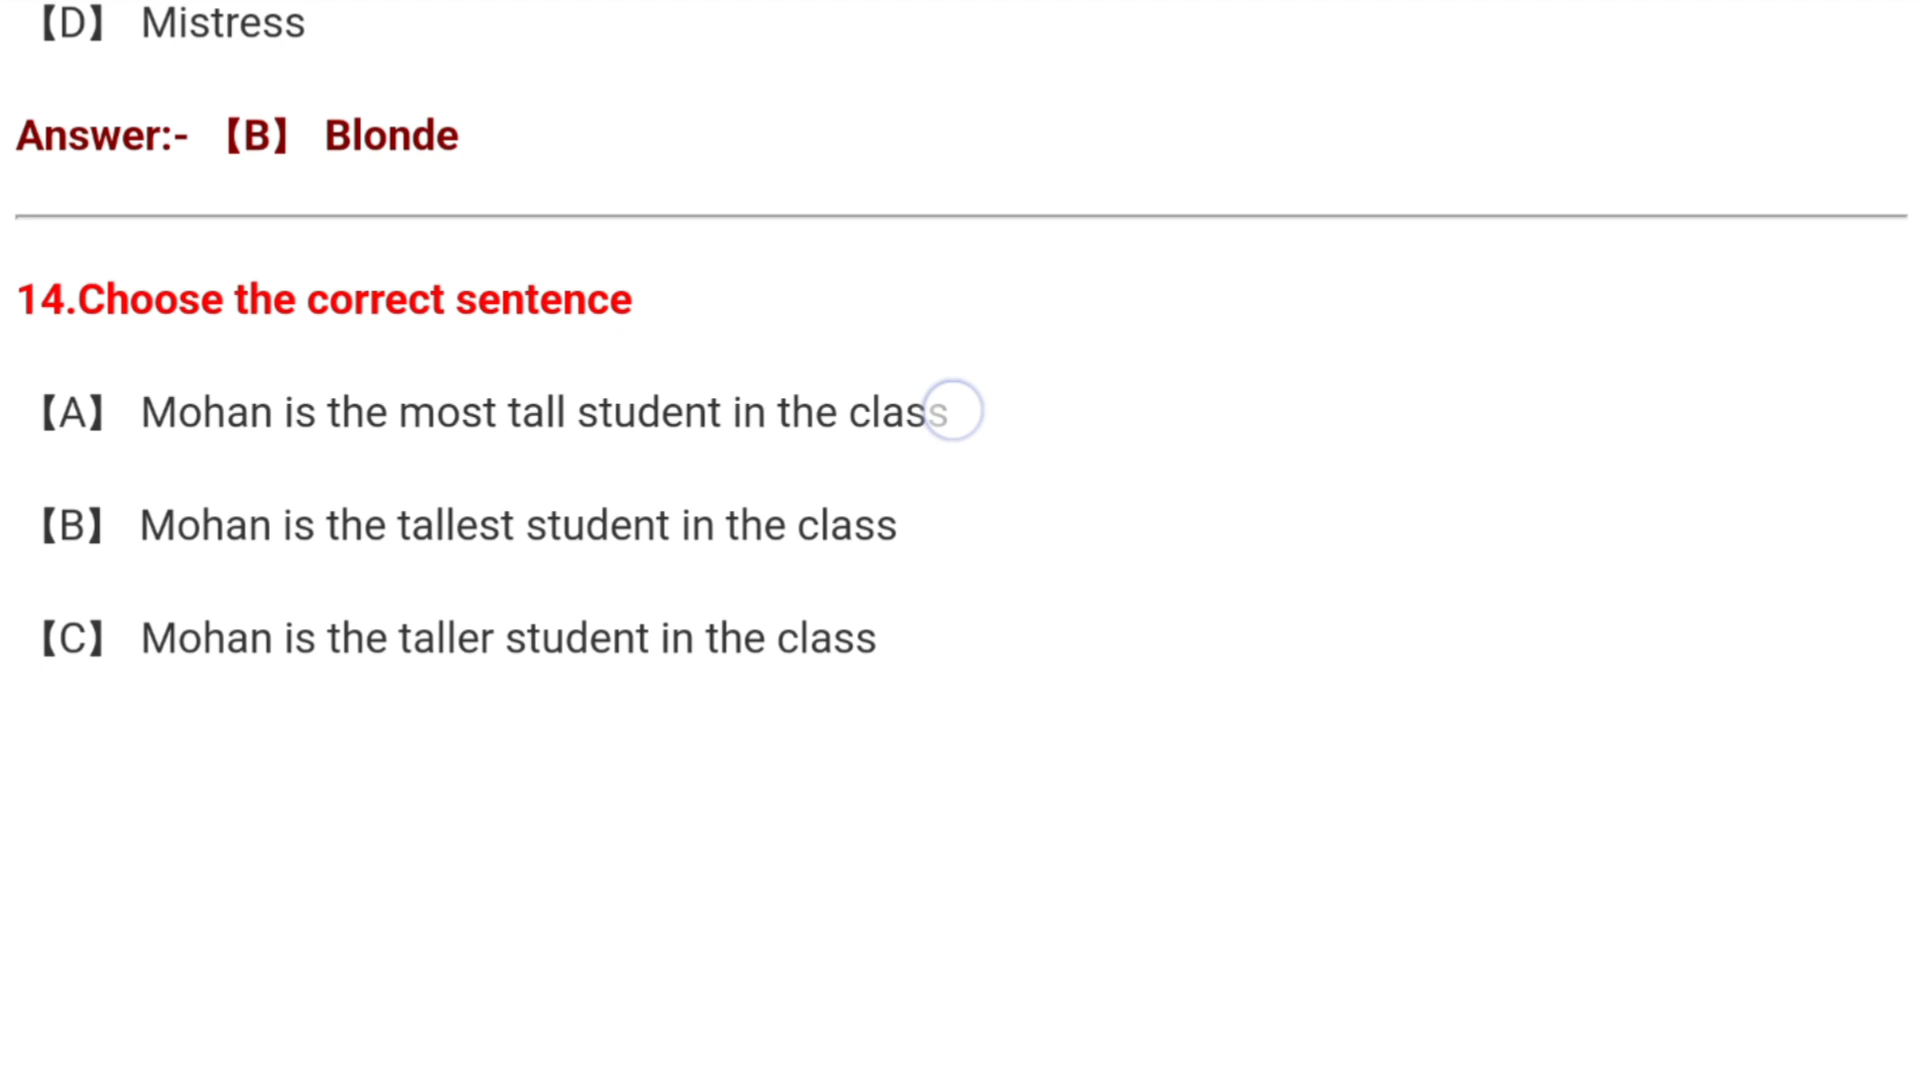 【D】 Mistress
Answer:- 【B】 Blonde
14.Choose the correct sentence
【A】 Mohan is the most tall student in the class
【B】 Mohan is the tallest student in the class
【C】 Mohan is the taller student in the class